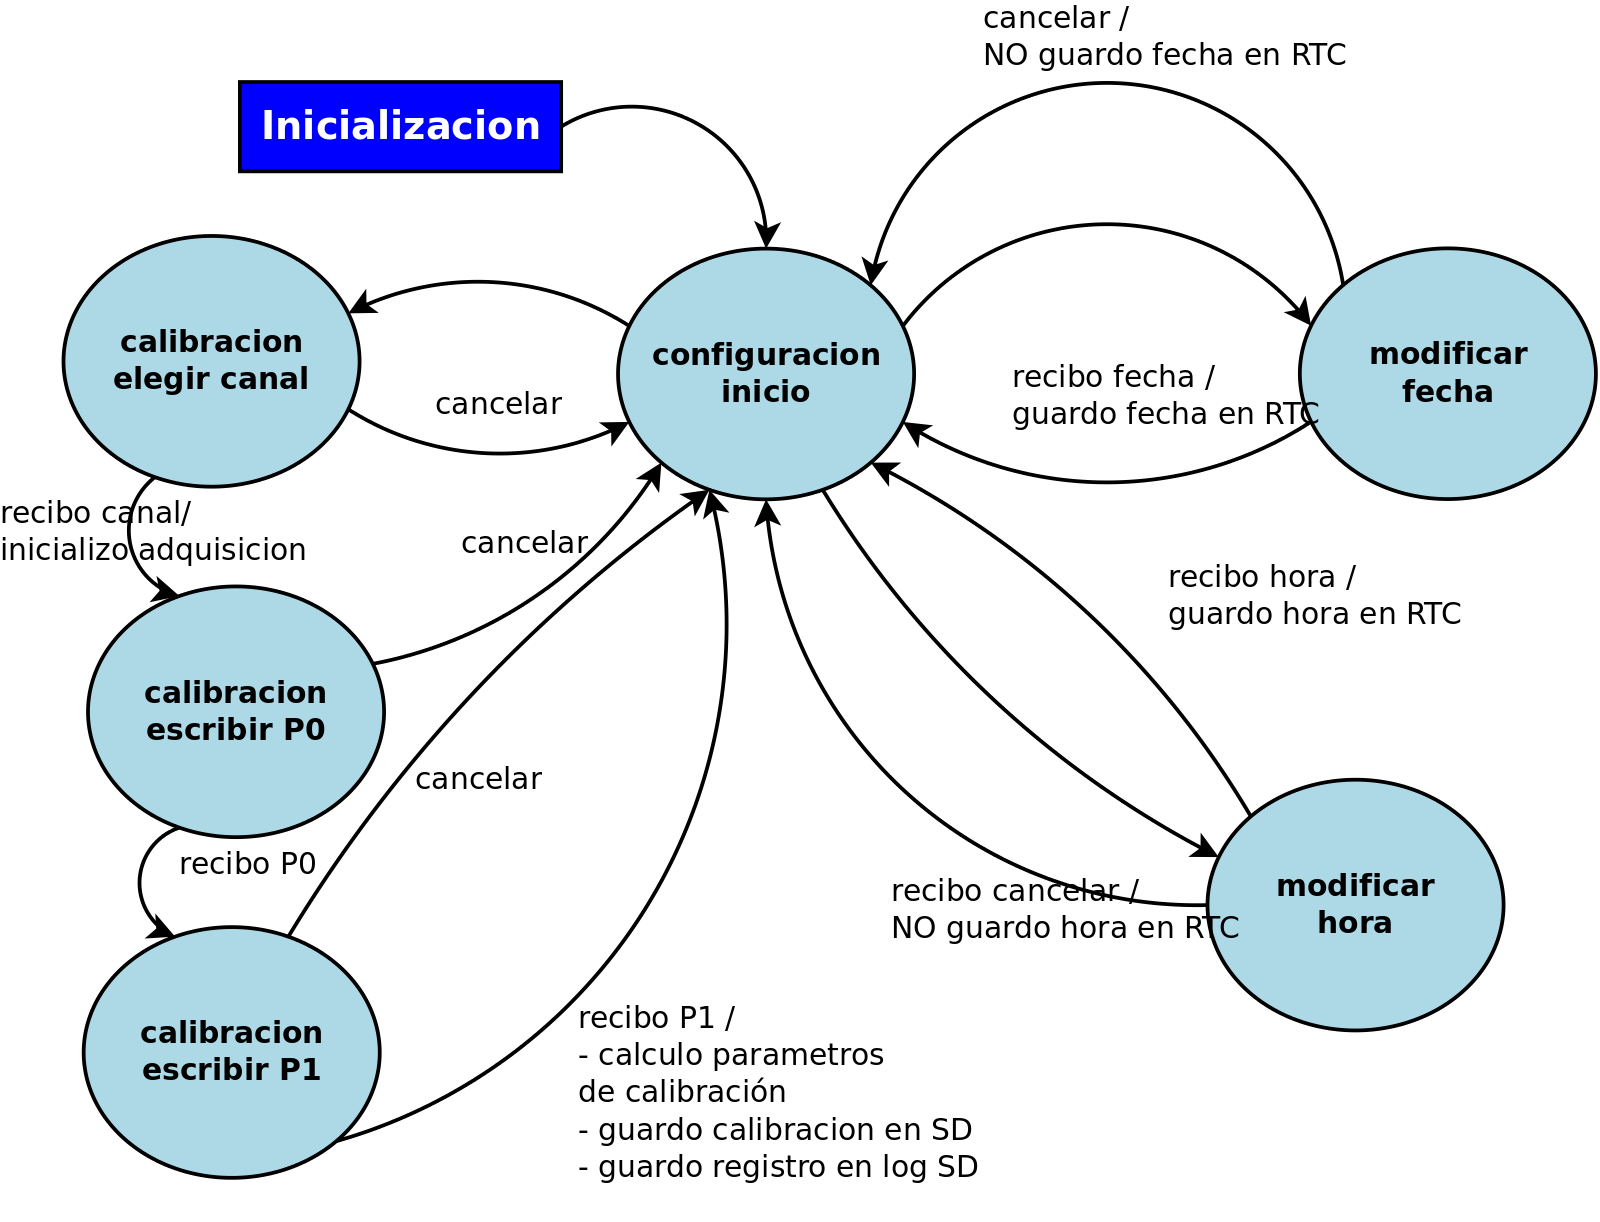 cancelar /
NO guardo fecha en RTC
Inicializacion
calibracion
elegir canal
configuracion
inicio
modificar
fecha
cancelar
recibo fecha /
guardo fecha en RTC
recibo canal/
inicializo adquisicion
cancelar
recibo hora /
guardo hora en RTC
calibracion
escribir P0
cancelar
recibo P0
recibo cancelar /
NO guardo hora en RTC
modificar
hora
calibracion
escribir P1
recibo P1 /
- calculo parametros
de calibración
- guardo calibracion en SD
- guardo registro en log SD